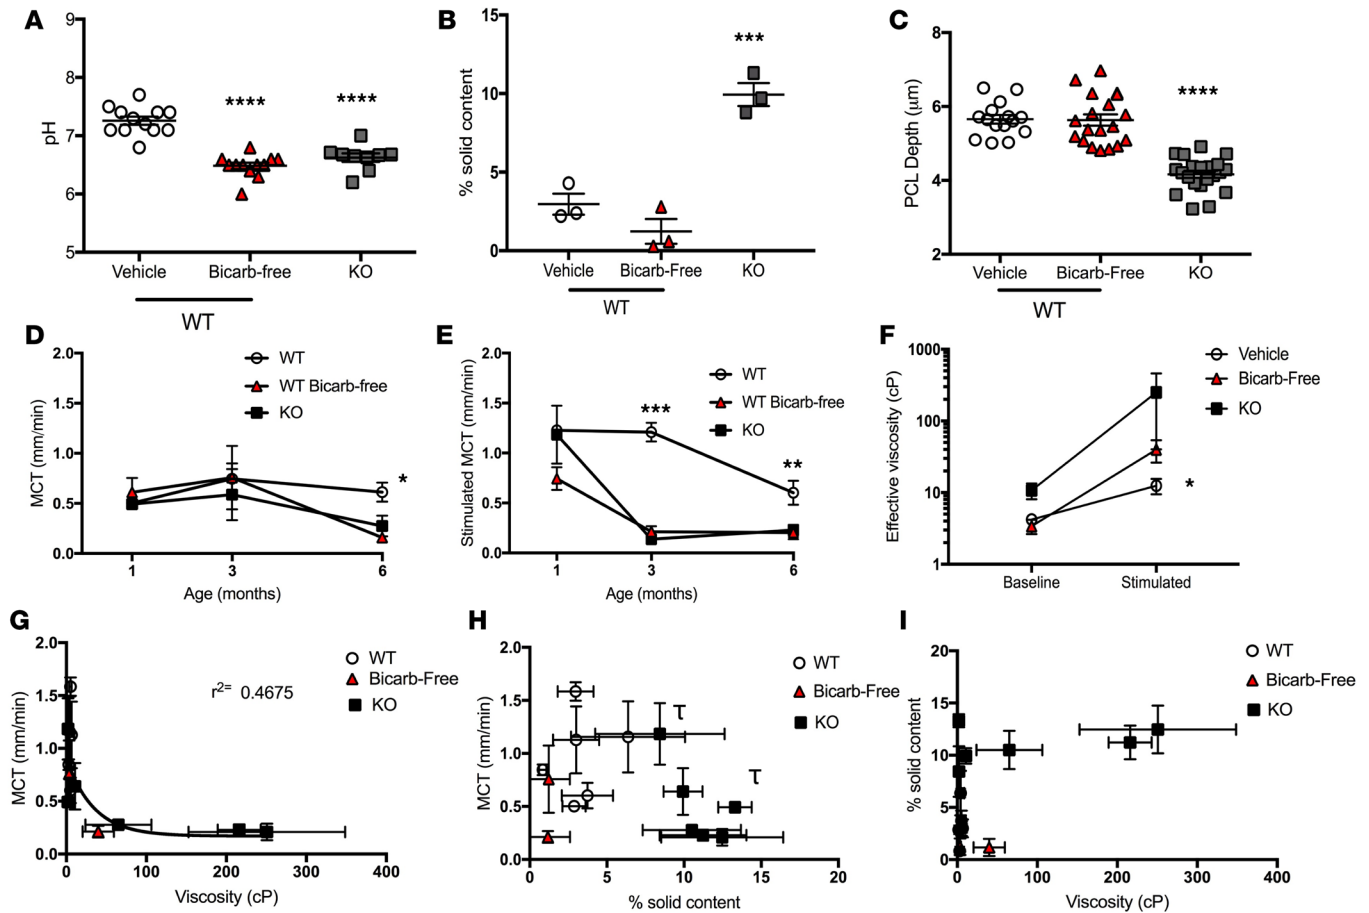 A
9
8
7
6
5
pH
****
****
Vehicle
Bicarb-free
KO
WT
B
15
10
5
0
% solid content
***
Vehicle
Bicarb-Free
KO
WT
C
8
6
4
2
PCL Depth (μm)
****
Vehicle
Bicarb-Free
KO
WT
D
2.0
1.5
1.0
0.5
0.0
MCT (mm/min)
WT
WT Bicarb-free
KO
*
1
3
6
Age (months)
E
2.0
1.5
1.0
0.5
0.0
Stimulated MCT (mm/min)
WT
WT Bicarb-free
KO
***
**
1
3
6
Age (months)
F
1000
100
10
1
Effective viscosity (cP)
Vehicle
Bicarb-Free
KO
*
Baseline
Stimulated
G
2.0
1.5
1.0
0.5
0.0
MCT (mm/min)
r2= 0.4675
WT
Bicarb-Free
KO
0
100
200
300
400
Viscosity (cP)
H
2.0
1.5
1.0
0.5
0.0
MCT (mm/min)
WT
Bicarb-Free
KO
0
5
10
15
20
% solid content
I
20
15
10
5
0
% solid content
WT
Bicarb-Free
KO
0
100
200
300
400
Viscosity (cP)